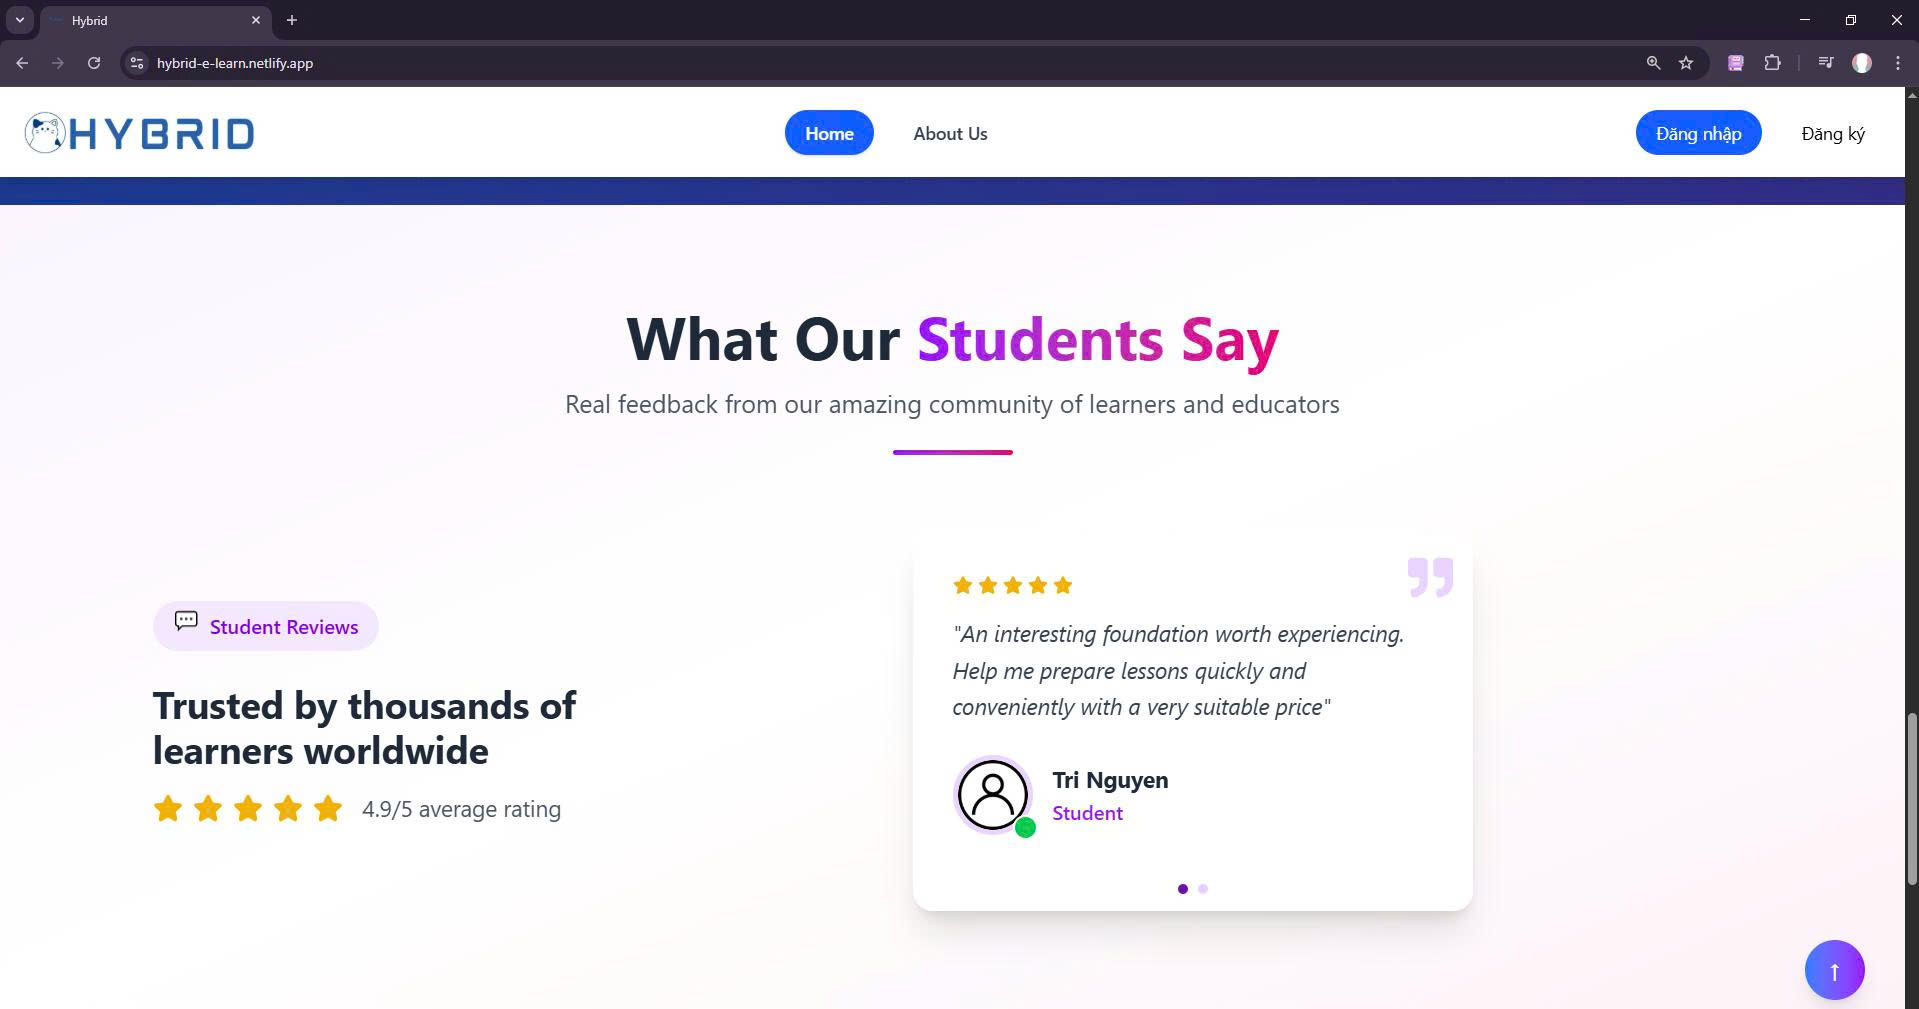 Hybrid
hybrid-e-learn.netlify.app
HYBRID
Home
About Us
Đăng nhập
Đăng ký
What Our Students Say
Real feedback from our amazing community of learners and educators
Student Reviews
Trusted by thousands of
learners worldwide
4.9/5 average rating
"An interesting foundation worth experiencing.
Help me prepare lessons quickly and
conveniently with a very suitable price"
Tri Nguyen
Student